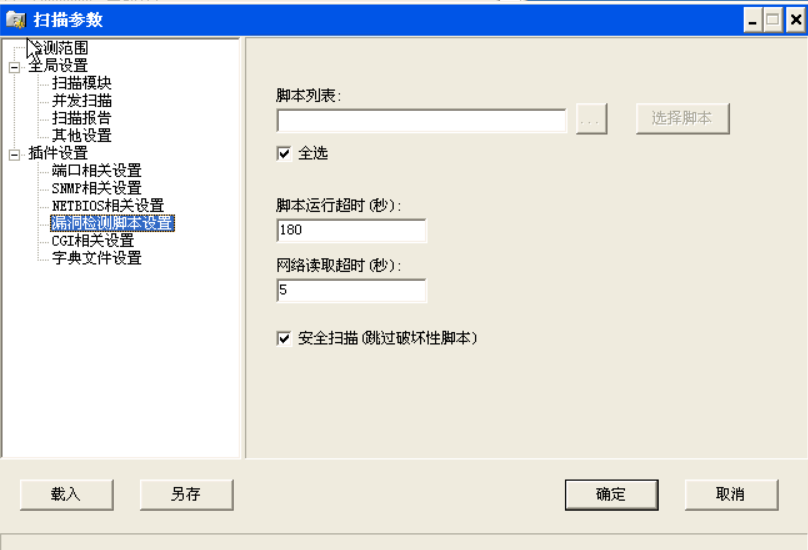 扫描参数
检测范围
全局设置
扫描模块
并发扫描
扫描报告
其他设置
插件设置
端口相关设置
SNMP相关设置
NETBIOS相关设置
漏洞检测脚本设置
CGI相关设置
字典文件设置
脚本列表:
... 选择脚本
全选
脚本运行超时(秒):
180
网络读取超时(秒):
5
安全扫描(跳过破坏性脚本)
载入 另存 确定 取消